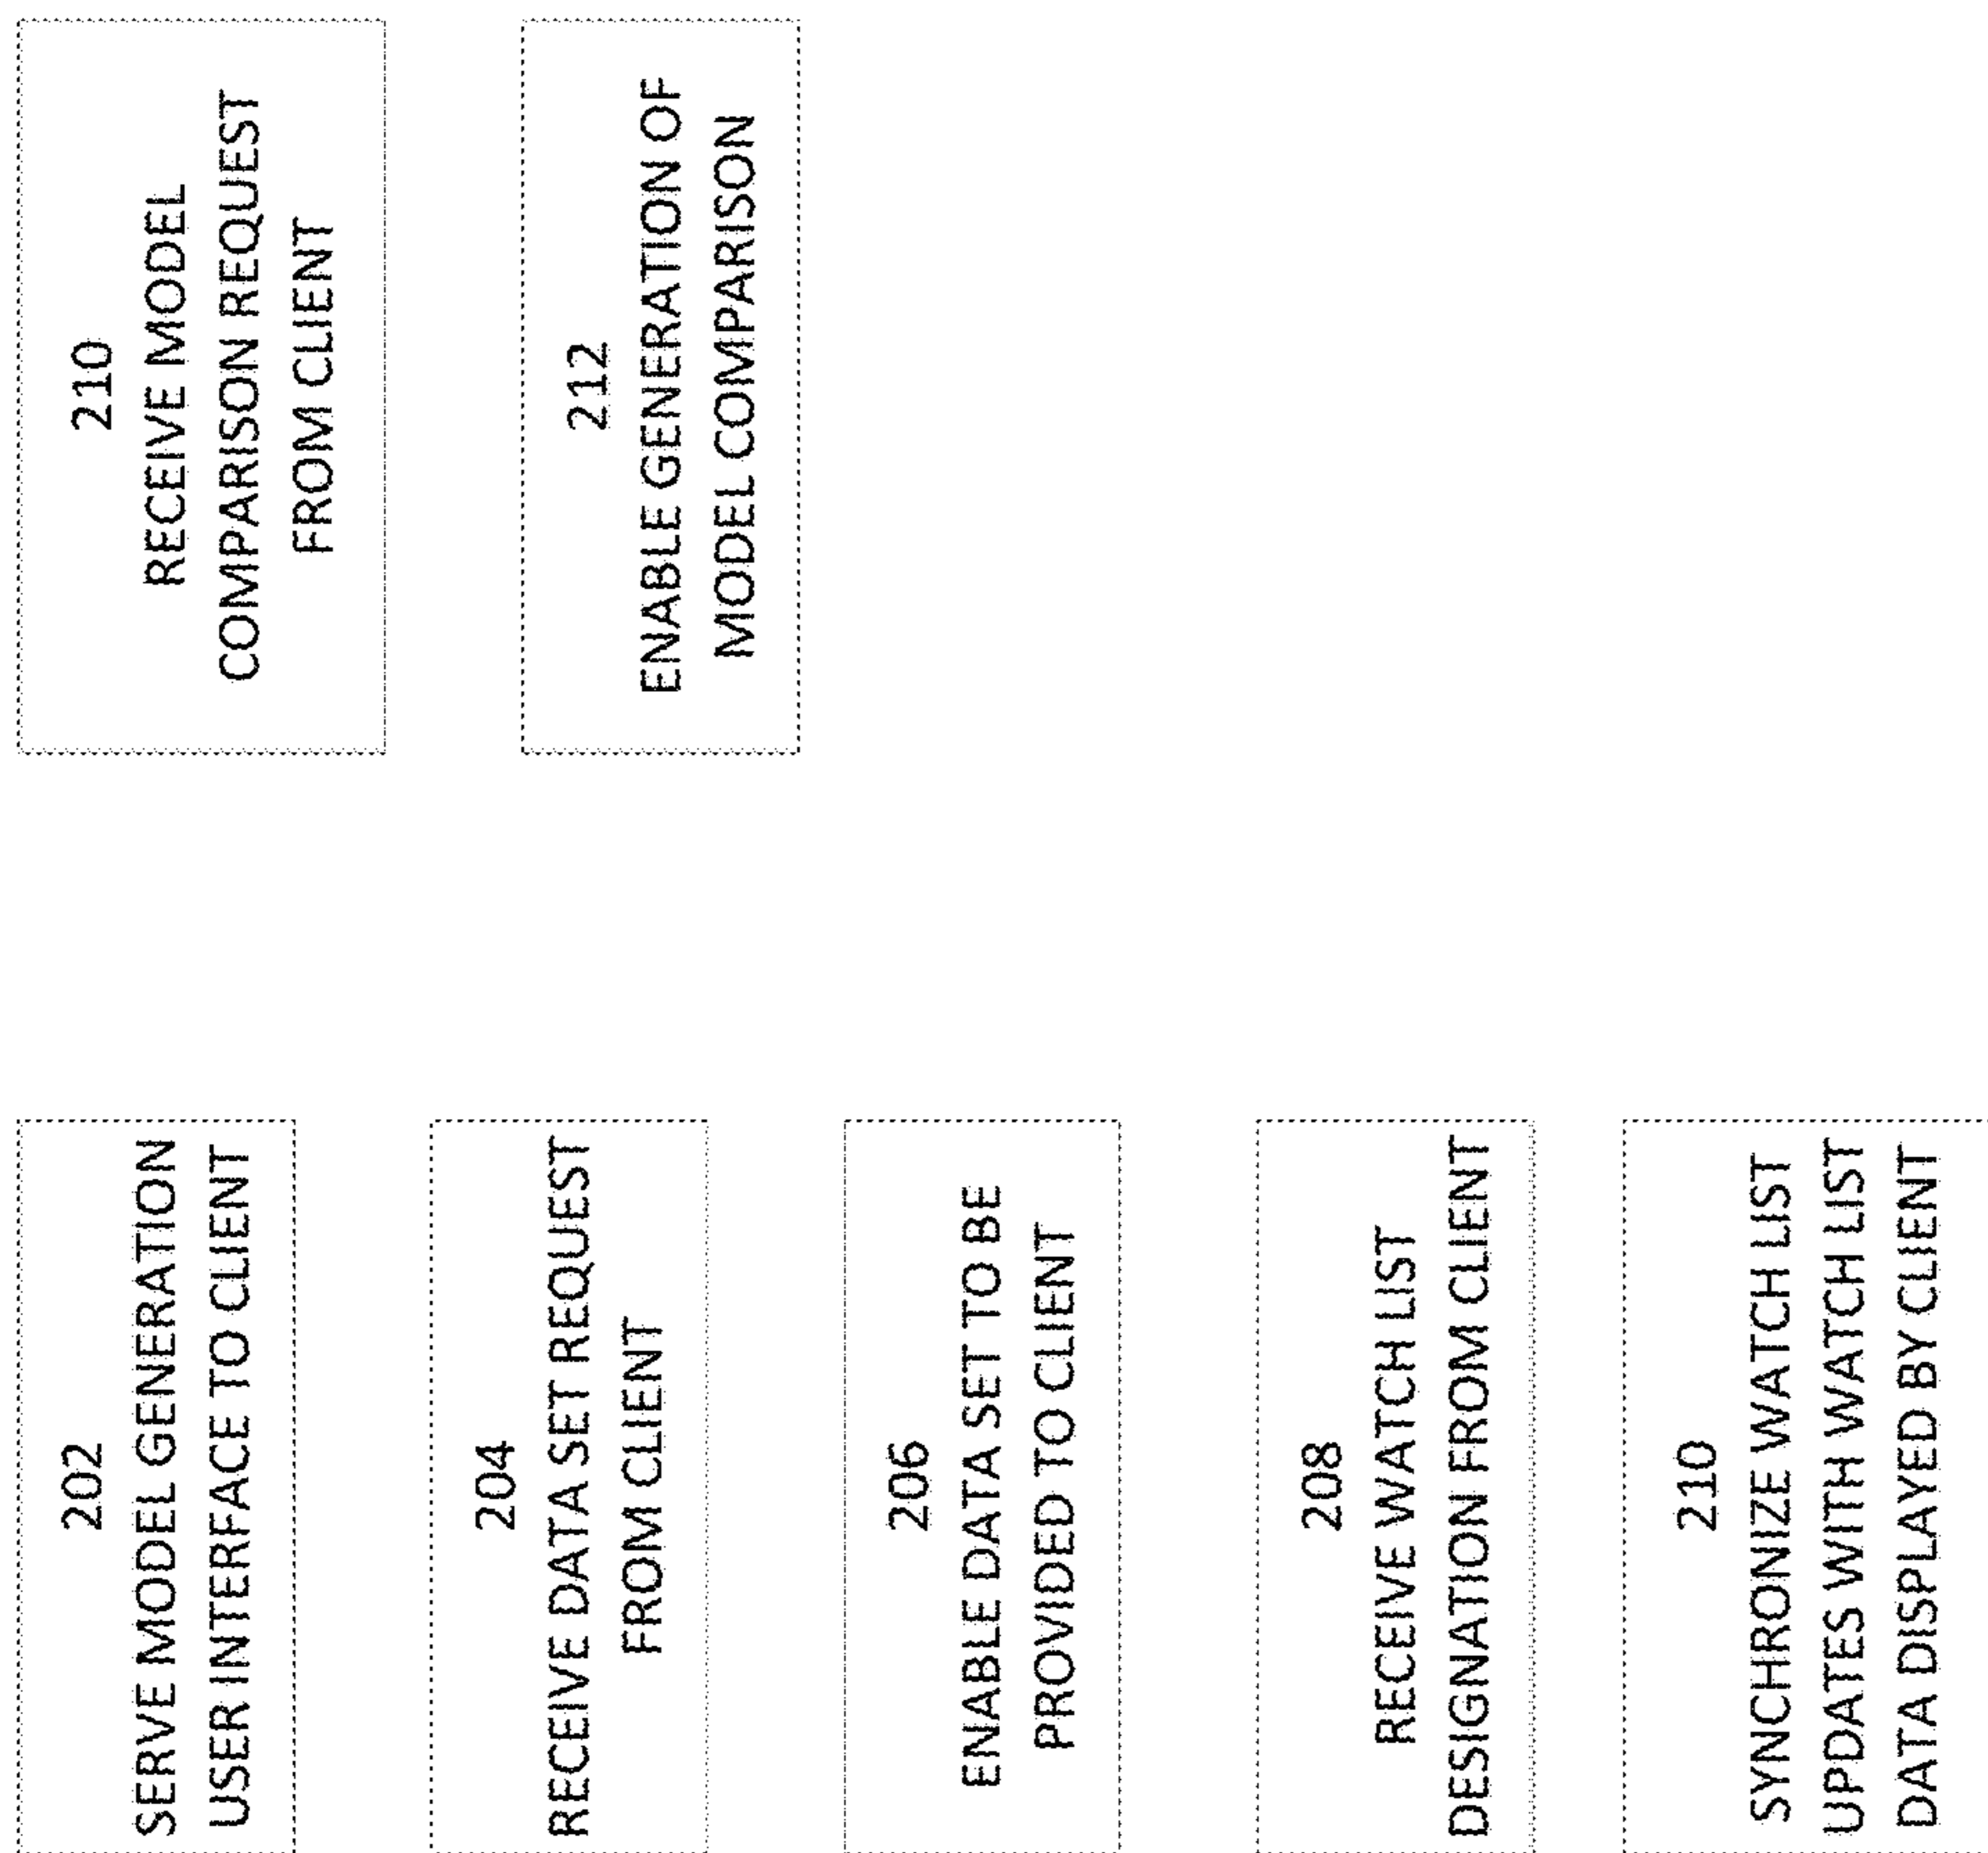 202
SERVE MODEL GENERATION
USER INTERFACE TO CLIENT
204
RECEIVE DATA SET REQUEST
FROM CLIENT
206
ENABLE DATA SET TO BE
PROVIDED TO CLIENT
208
RECEIVE WATCH LIST
DESIGNATION FROM CLIENT
210
SYNCHRONIZE WATCH LIST
UPDATES WITH WATCH LIST
DATA DISPLAYED BY CLIENT
210
RECEIVE MODEL
COMPARISON REQUEST
FROM CLIENT
212
ENABLE GENERATION OF
MODEL COMPARISON